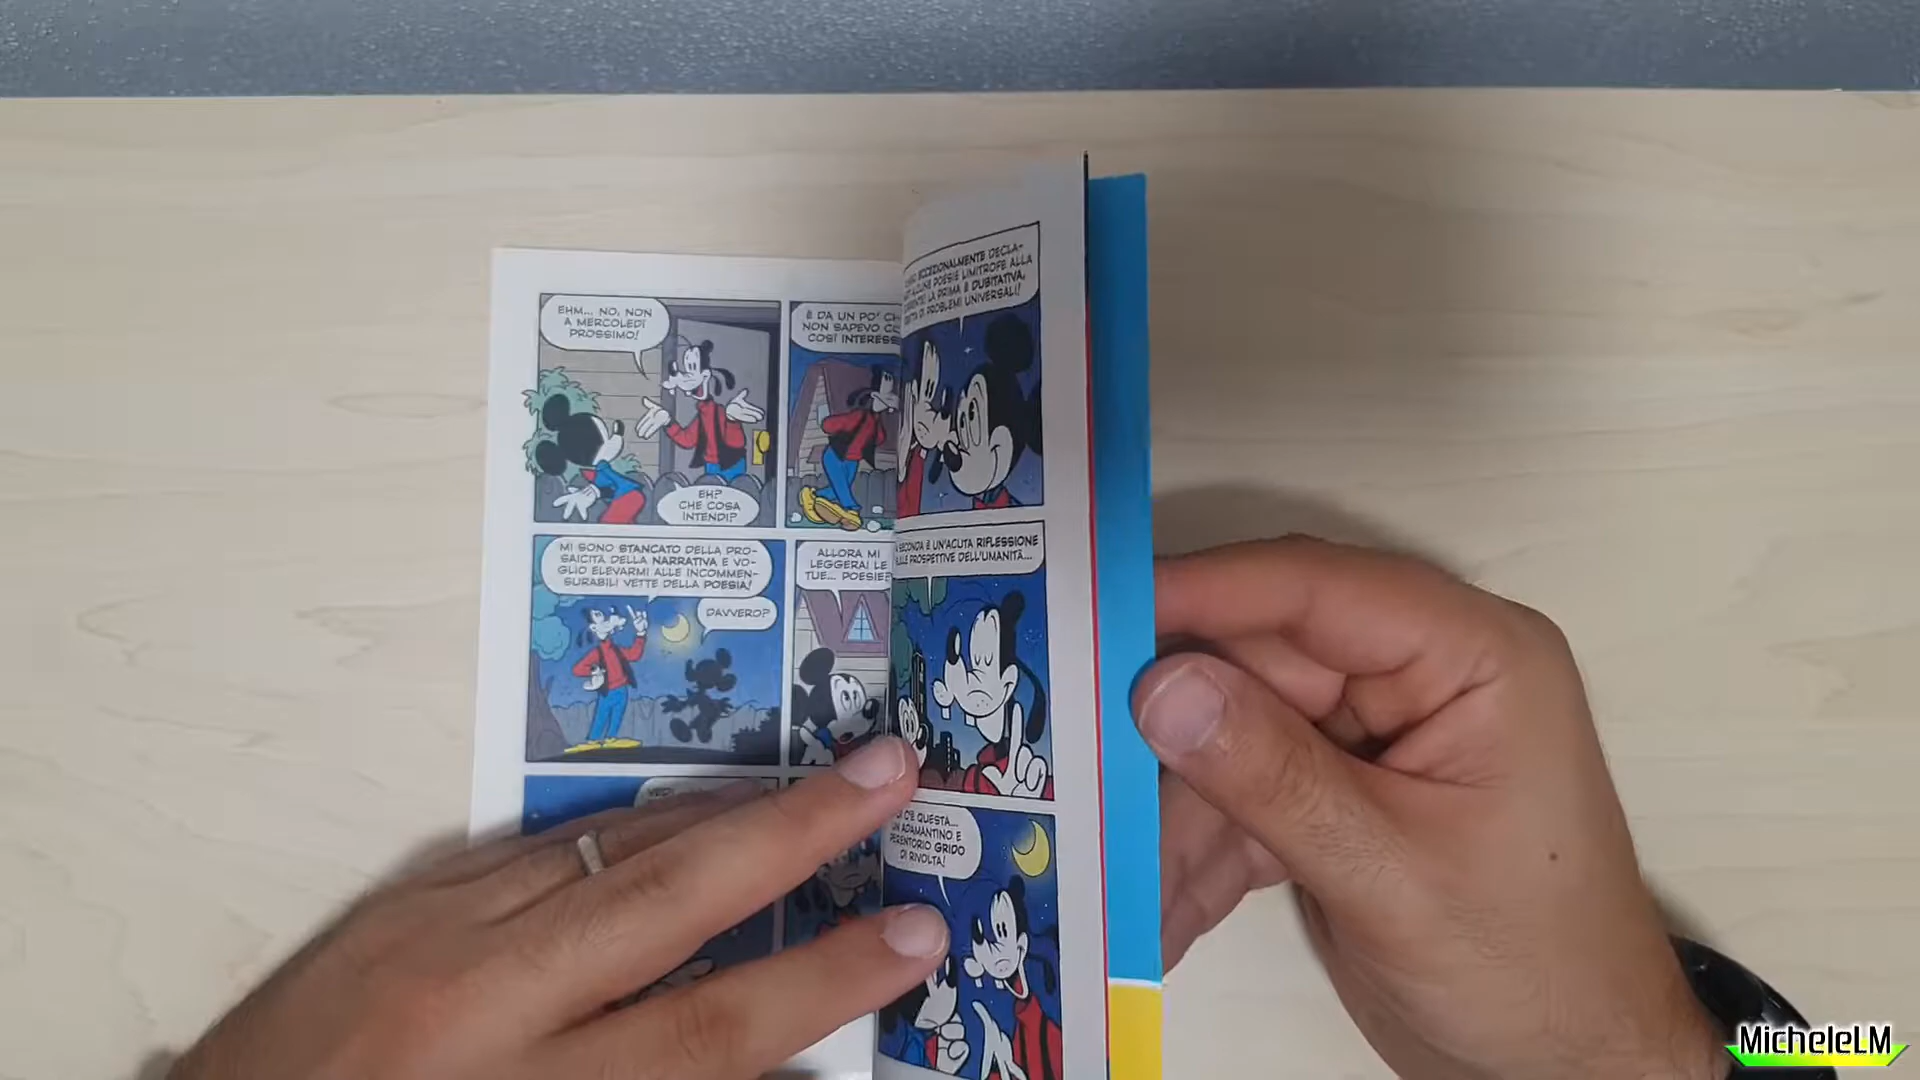 EHM... NO, NON
A MERCOLEDÌ
PROSSIMO!
EH?
CHE COSA
INTENDI?
È DA UN PO' CH
NON SAPEVO CO
COSÌ INTERESS
MI SONO STANCATO DELLA PRO-
SAICITÀ DELLA NARRATIVA E VO-
GLIO ELEVARMI ALLE INCOMMEN-
SURABILI VETTE DELLA POESIA!
DAVVERO?
ALLORA MI
LEGGERAI LE
TUE... POESIE?
ECCEZIONALMENTE DECLA-
ALCUNE POESIE LIMITROFE ALLA
LA PRIMA È DUBITATIVA,
DI PROBLEMI UNIVERSALI!
SECONDA È UN'ACUTA RIFLESSIONE
PROSPETTIVE DELL'UMANITÀ...
C'È QUESTA...
UN ADAMANTINO E
PERENTORIO GRIDO
DI RIVOLTA!
MicheleLM